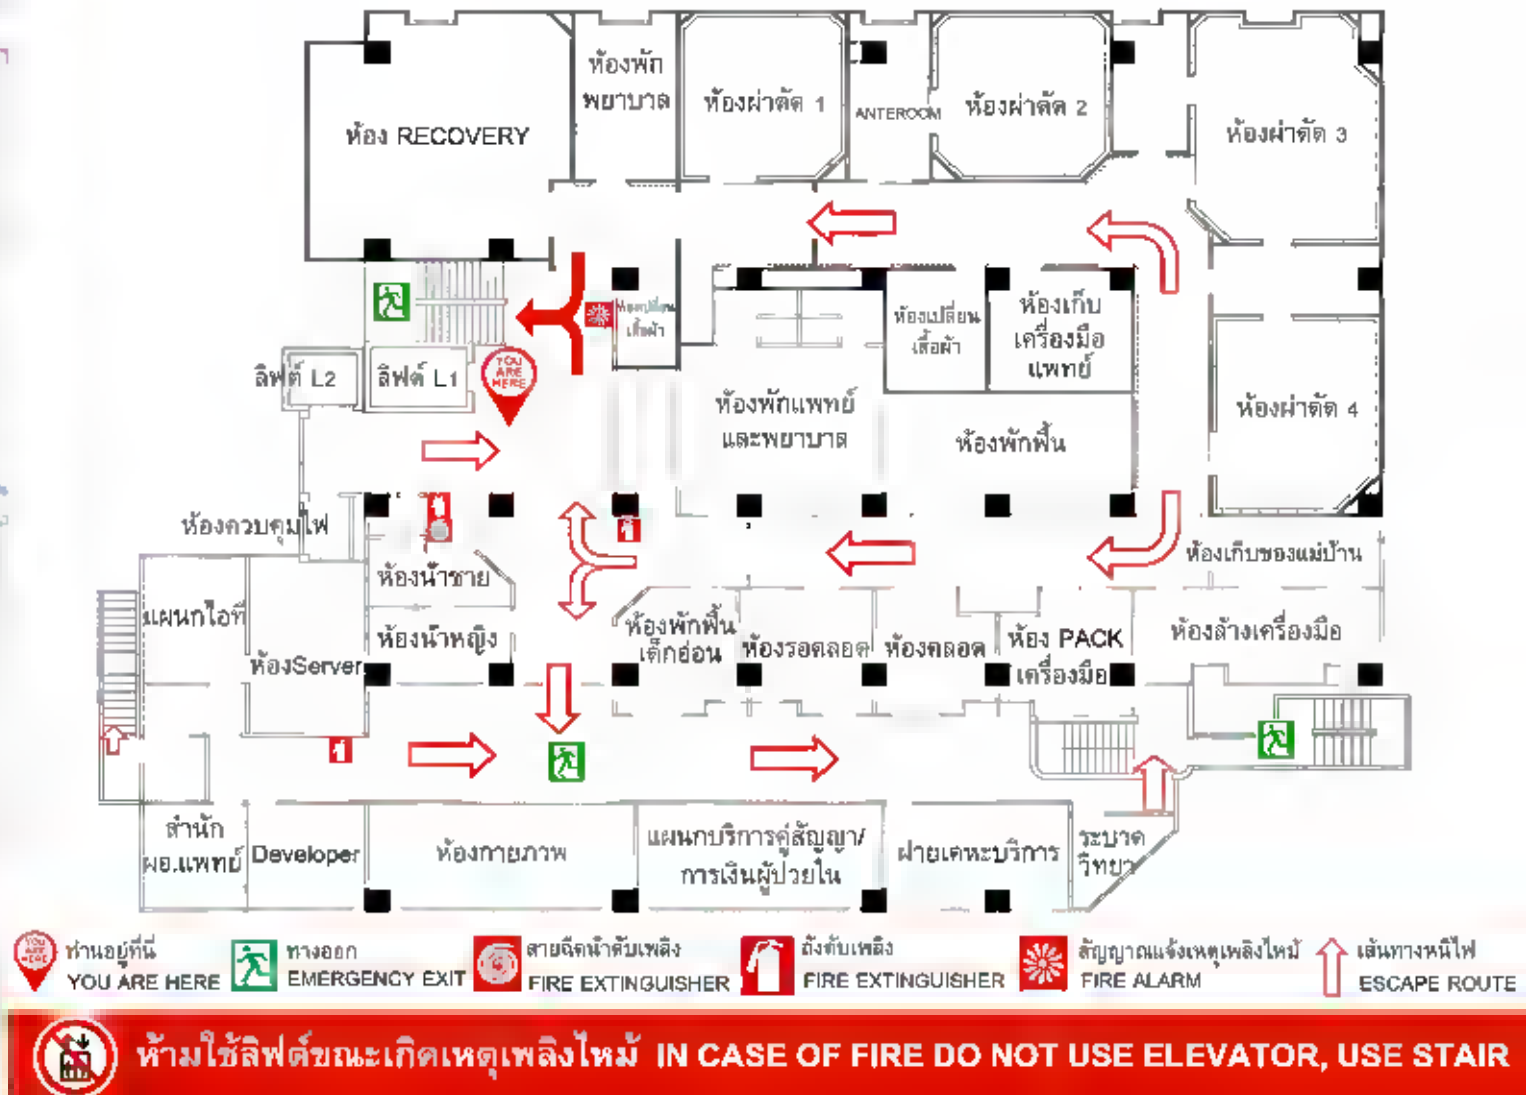 ห้องพัก
พยาบาล
ห้อง RECOVERY
ห้องผ่าตัด 1
ANTEROOM
ห้องผ่าตัด 2
ห้องผ่าตัด 3
ห้องเปลี่ยน
เสื้อผ้า
ห้องเปลี่ยน
เสื้อผ้า
ห้องเก็บ
เครื่องมือ
แพทย์
ลิฟต์ L2
ลิฟต์ L1
YOU
ARE
HERE
ห้องพักแพทย์
และพยาบาล
ห้องพักฟื้น
ห้องผ่าตัด 4
ห้องควบคุมไฟ
ห้องน้ำชาย
ห้องเก็บของแม่บ้าน
แผนกไอที
ห้องServer
ห้องน้ำหญิง
ห้องพักฟื้น
เด็กอ่อน
ห้องรอคลอด
ห้องคลอด
ห้อง PACK
เครื่องมือ
ห้องล้างเครื่องมือ
สำนัก
ผอ.แพทย์
Developer
ห้องกายภาพ
แผนกบริการคู่สัญญา/
การเงินผู้ป่วยใน
ฝ่ายเคหะบริการ
ระบาด
วิทยา
YOU
ARE
HERE
ท่านอยู่ที่นี่
YOU ARE HERE
ทางออก
EMERGENCY EXIT
สายฉีดน้ำดับเพลิง
FIRE EXTINGUISHER
ถังดับเพลิง
FIRE EXTINGUISHER
สัญญาณแจ้งเหตุเพลิงไหม้
FIRE ALARM
เส้นทางหนีไฟ
ESCAPE ROUTE
ห้ามใช้ลิฟต์ขณะเกิดเหตุเพลิงไหม้ IN CASE OF FIRE DO NOT USE ELEVATOR, USE STAIR